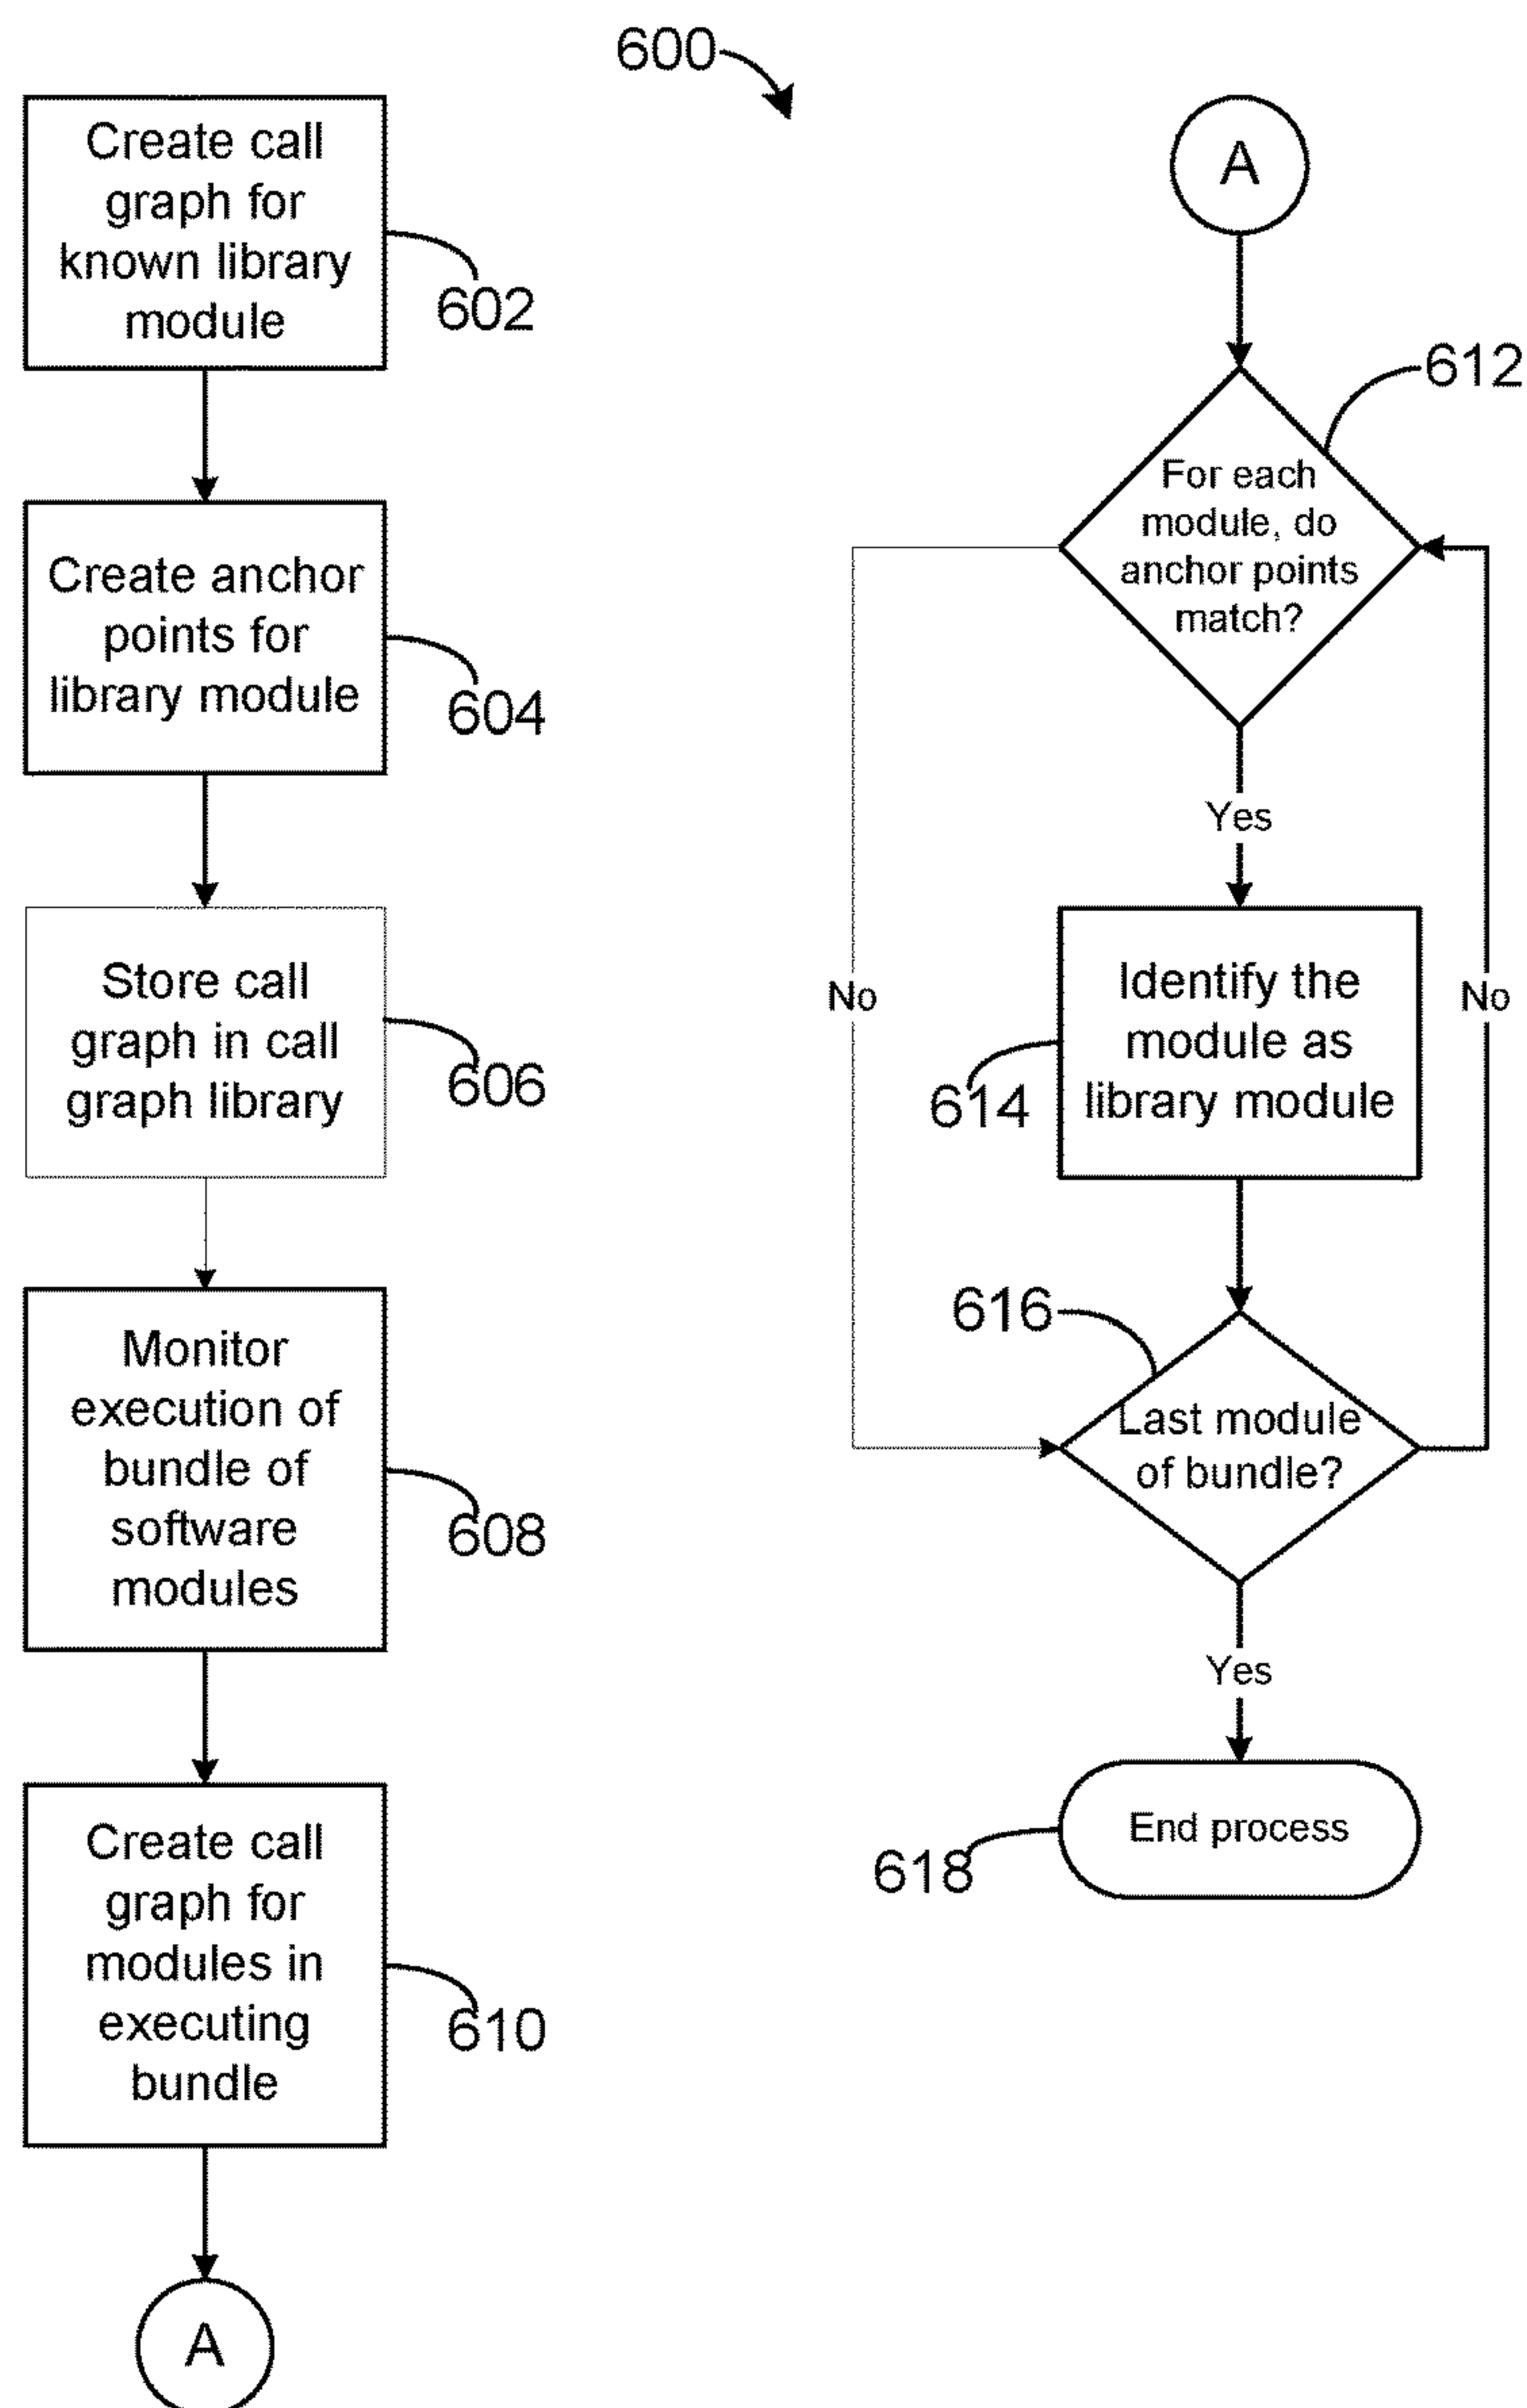 600
Create call
graph for
known library
module
602
Create anchor
points for
library module
604
Store call
graph in call
graph library
606
Monitor
execution of
bundle of
software
modules
608
Create call
graph for
modules in
executing
bundle
610
A
A
612
For each
module, do
anchor points
match?
Yes
No
Identify the
module as
library module
614
No
616
Last module
of bundle?
Yes
End process
618